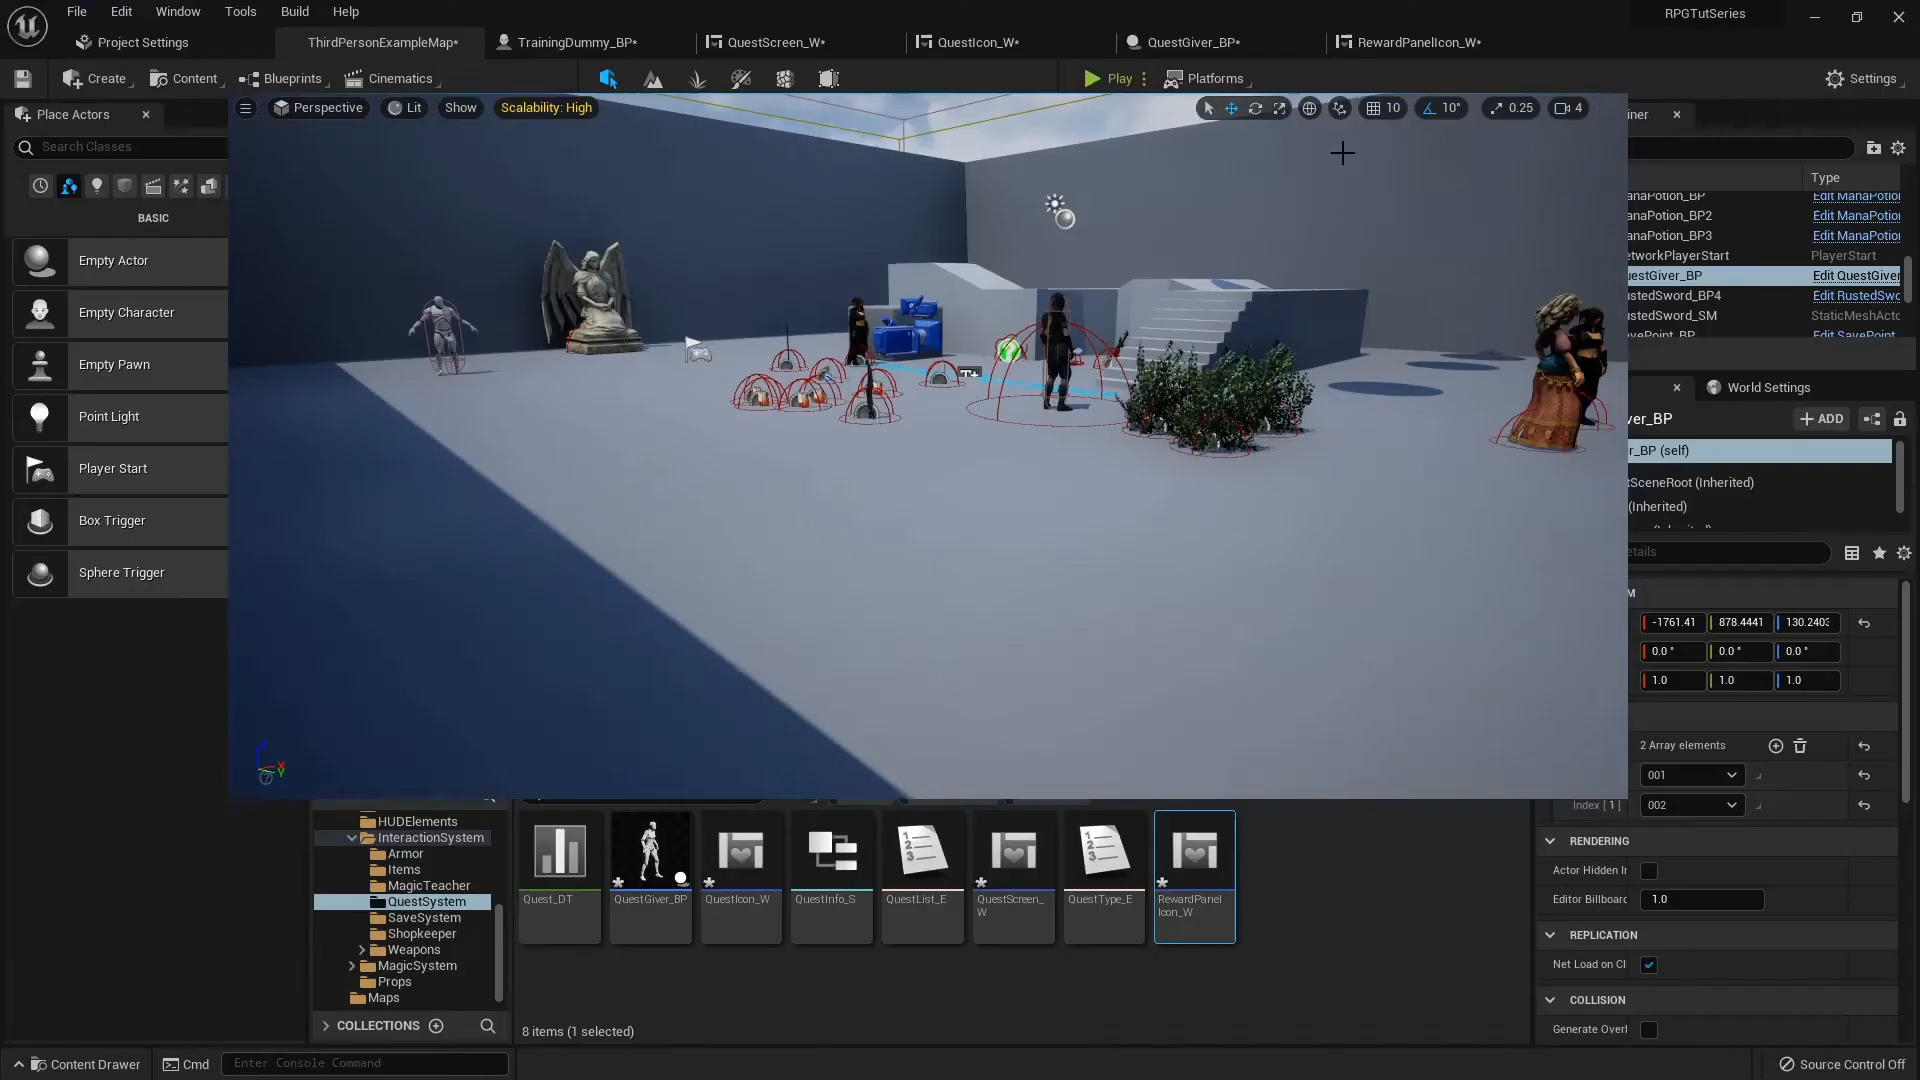 File Edit Window Tools Build Help
RPGTutSeries
Project Settings
ThirdPersonExampleMap*
TrainingDummy_BP*
QuestScreen_W*
QuestIcon_W*
QuestGiver_BP*
RewardPanelIcon_W*
Create
Content
Blueprints
Cinematics
Play
Platforms
Settings
Place Actors
Search Classes
BASIC
Empty Actor
Empty Character
Empty Pawn
Point Light
Player Start
Box Trigger
Sphere Trigger
Perspective
Lit
Show
Scalability: High
10
10°
0.25
4
iner
Type
anaPotion_BP Edit ManaPotion
anaPotion_BP2 Edit ManaPotion
anaPotion_BP3 Edit ManaPotion
etworkPlayerStart PlayerStart
uestGiver_BP Edit QuestGiver
ustedSword_BP4 Edit RustedSwo
ustedSword_SM StaticMeshActo
avePoint_BP Edit SavePoint
World Settings
ver_BP
ADD
r_BP (self)
tSceneRoot (Inherited)
(Inherited)
etails
M
-1761.41 878.4441 130.2403
0.0 ° 0.0 ° 0.0 °
1.0 1.0 1.0
2 Array elements
001
Index [ 1 ] 002
RENDERING
Actor Hidden In
Editor Billboard 1.0
REPLICATION
Net Load on Cl
COLLISION
Generate Overl
HUDElements
InteractionSystem
Armor
Items
MagicTeacher
QuestSystem
SaveSystem
Shopkeeper
Weapons
MagicSystem
Props
Maps
COLLECTIONS
Quest_DT
QuestGiver_BP
QuestIcon_W
QuestInfo_S
QuestList_E
QuestScreen_
W
QuestType_E
RewardPanel
Icon_W
8 items (1 selected)
Content Drawer
Cmd
Enter Console Command
Source Control Off